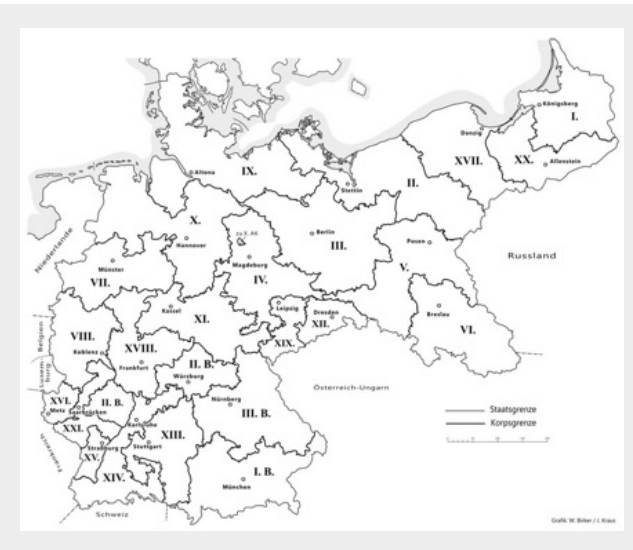 Königsberg
I.
Danzig
XVII.
XX.
Allenstein
Altona
IX.
Stettin
II.
X.
Hannover
zu X. AK
Berlin
III.
Posen
Niederlande
Münster
VII.
Magdeburg
IV.
V.
Russland
Kassel
XI.
Leipzig
Dresden
XII.
XIX.
Breslau
VI.
Belgien
VIII.
Koblenz
XVIII.
Frankfurt
II. B.
Würzburg
Luxem-
burg
Österreich-Ungarn
XVI.
Metz
II. B.
Saarbrücken
Nürnberg
III. B.
XXI.
Karlsruhe
XIII.
Stuttgart
Straßburg
XV.
XIV.
Frankreich
I. B.
München
Schweiz
Staatsgrenze
Korpsgrenze
Grafik: W. Birker / J. Kraus